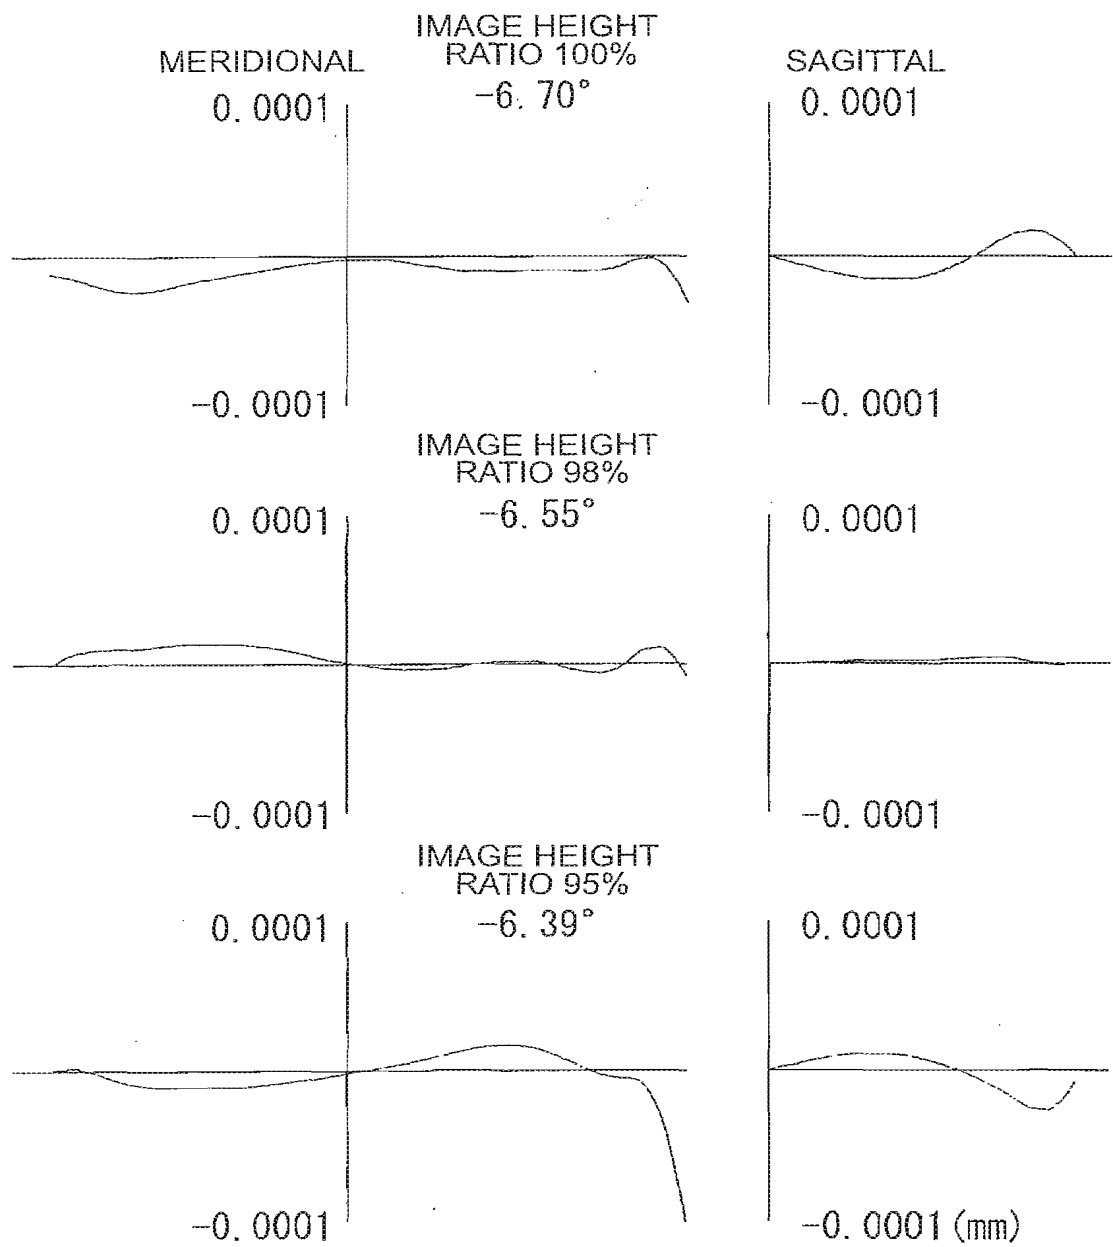 IMAGE HEIGHT
RATIO 100%
MERIDIONAL
SAGITTAL
-6.70°
0.0001
0.0001
-0.0001
-0.0001
IMAGE HEIGHT
RATIO 98%
-6.55°
0.0001
0.0001
-0.0001
-0.0001
IMAGE HEIGHT
RATIO 95%
-6.39°
0.0001
0.0001
-0.0001
-0.0001(mm)